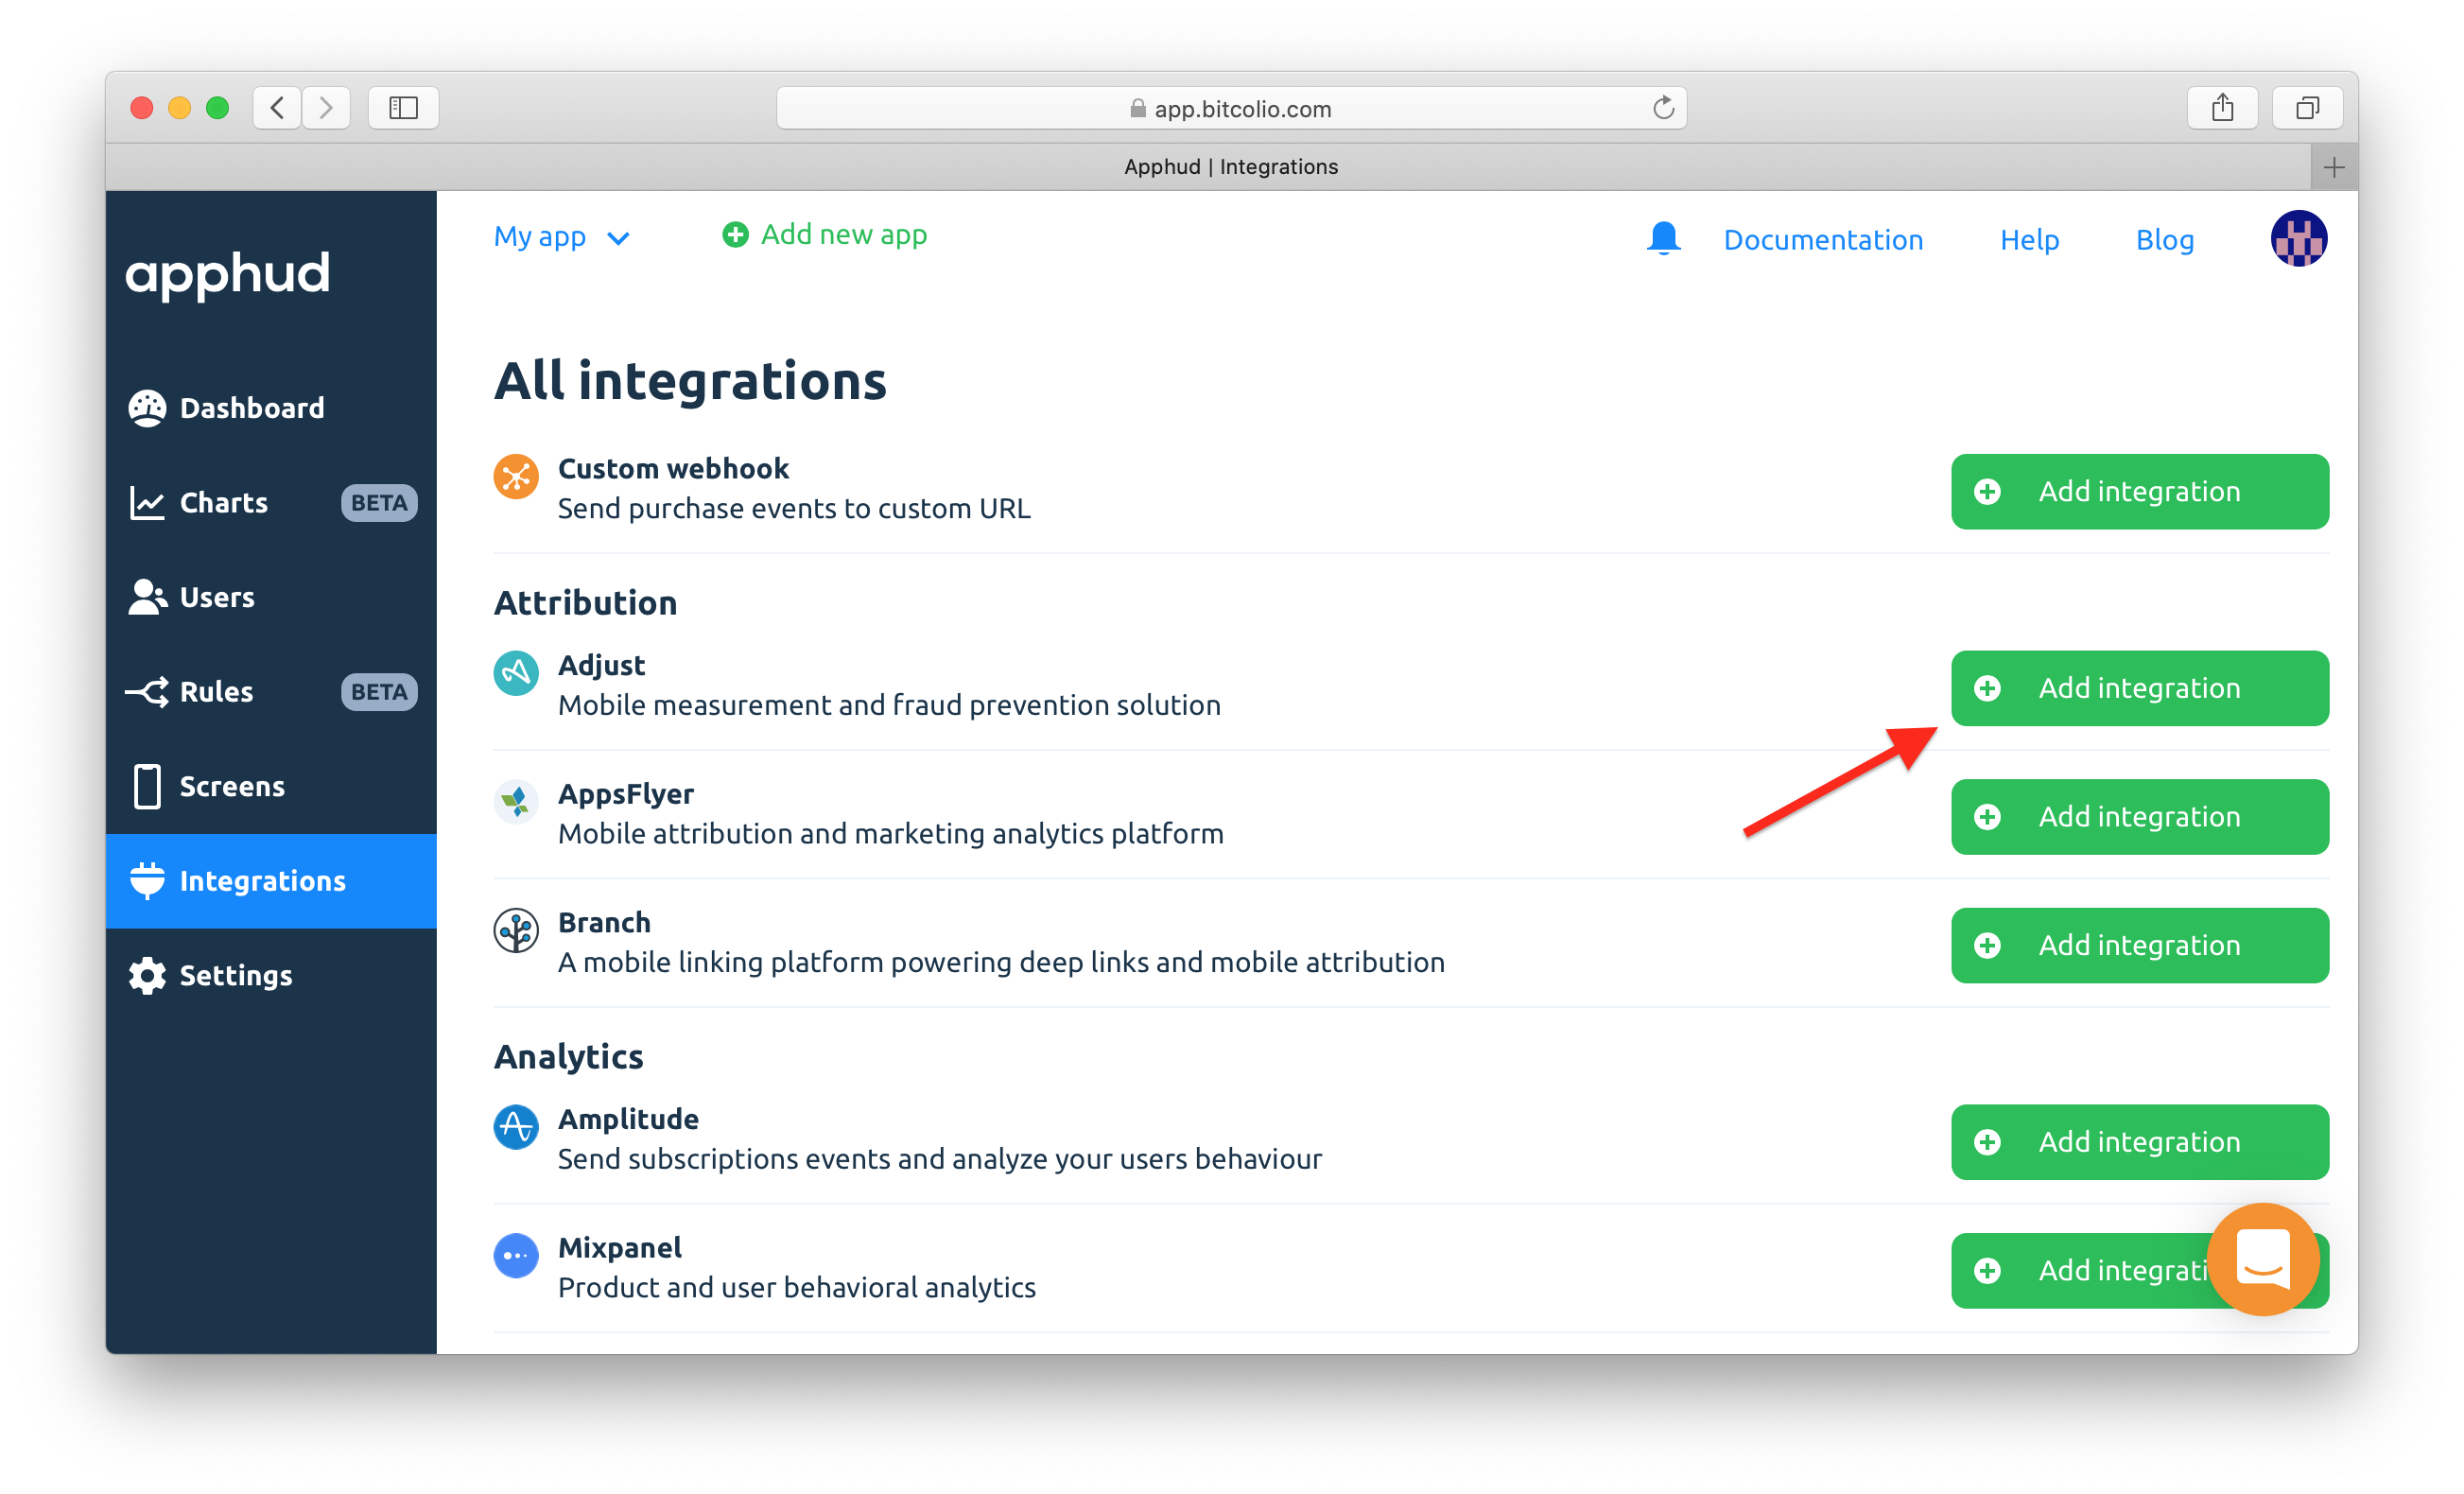 app.bitcolio.com
Apphud | Integrations
apphud
My app
Add new app
Documentation
Help
Blog
Dashboard
Charts BETA
Users
Rules BETA
Screens
Integrations
Settings
All integrations
Custom webhook
Send purchase events to custom URL
Add integration
Attribution
Adjust
Mobile measurement and fraud prevention solution
Add integration
AppsFlyer
Mobile attribution and marketing analytics platform
Add integration
Branch
A mobile linking platform powering deep links and mobile attribution
Add integration
Analytics
Amplitude
Send subscriptions events and analyze your users behaviour
Add integration
Mixpanel
Product and user behavioral analytics
Add integrati